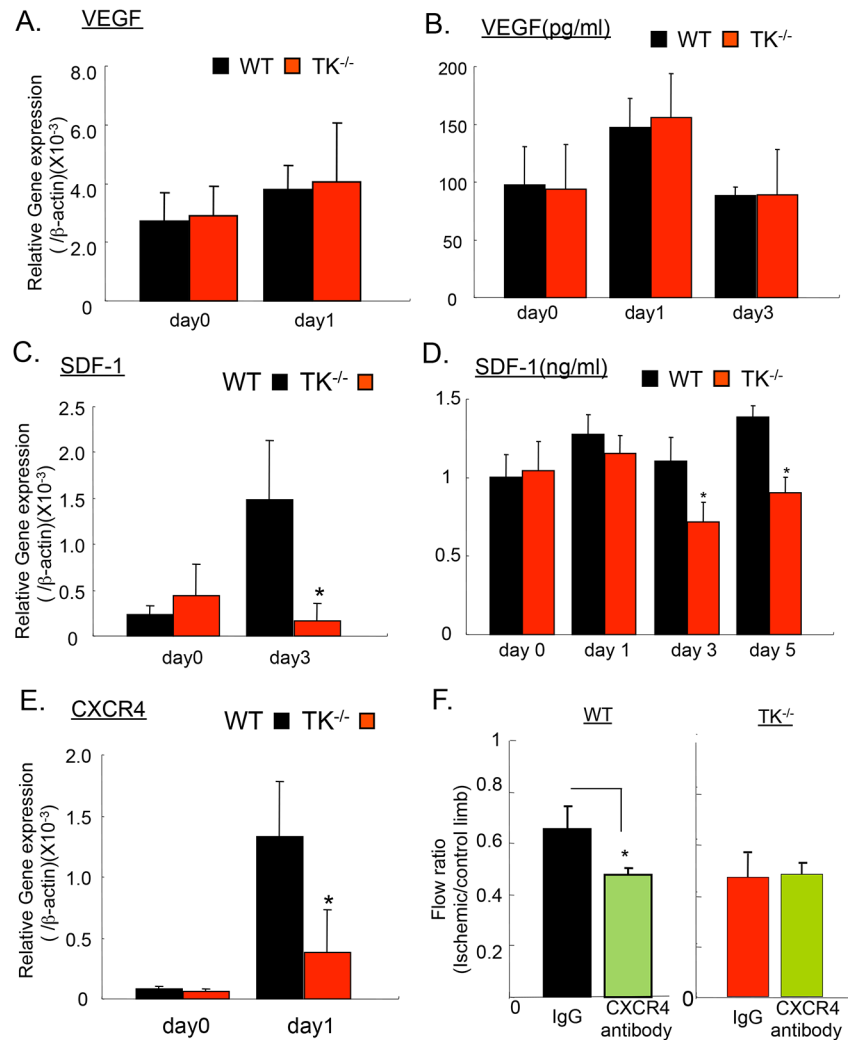 A. VEGF
WT TK-/-
Relative Gene expression
( /β-actin)(X10-3)
8.0
6.0
4.0
2.0
0
day0 day1
B. VEGF(pg/ml)
WT TK-/-
200
150
100
50
0
day0 day1 day3
C. SDF-1
WT TK-/-
Relative Gene expression
( /β-actin)(X10-3)
2.5
2.0
1.5
1.0
0.5
0
*
day0 day3
D. SDF-1(ng/ml)
WT TK-/-
1.5
1
0.5
0
* *
day 0 day 1 day 3 day 5
E. CXCR4
WT TK-/-
Relative Gene expression
( /β-actin)(X10-3)
2.0
1.5
1.0
0.5
0
*
day0 day1
F.
WT TK-/-
Flow ratio
(Ischemic/control limb)
1
0.8
0.6
0.4
0.2
0
*
IgG CXCR4
antibody
0
IgG CXCR4
antibody